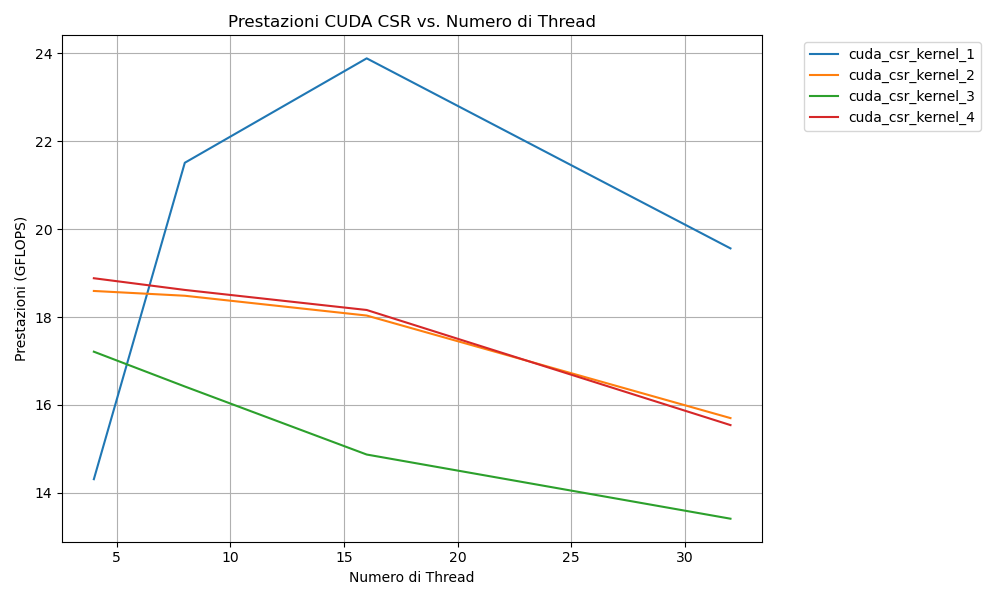 Prestazioni CUDA CSR vs. Numero di Thread
24
22
20
18
16
14
Prestazioni (GFLOPS)
5 10 15 20 25 30
Numero di Thread
cuda_csr_kernel_1
cuda_csr_kernel_2
cuda_csr_kernel_3
cuda_csr_kernel_4